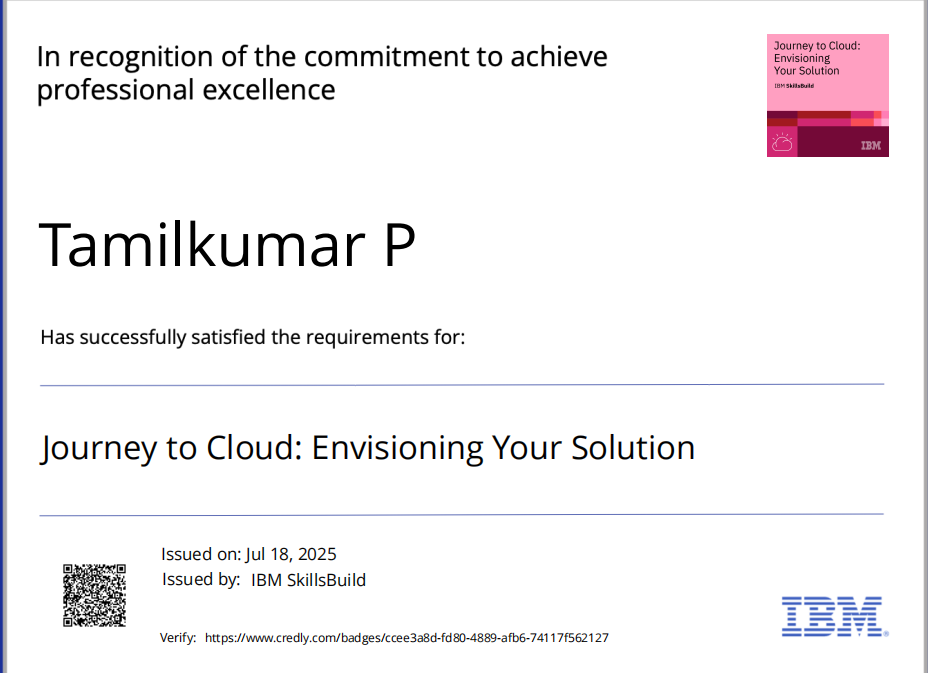 In recognition of the commitment to achieve
professional excellence
Journey to Cloud:
Envisioning
Your Solution
IBM SkillsBuild
IBM
Tamilkumar P
Has successfully satisfied the requirements for:
Journey to Cloud: Envisioning Your Solution
Issued on: Jul 18, 2025
Issued by: IBM SkillsBuild
Verify: https://www.credly.com/badges/ccee3a8d-fd80-4889-afb6-74117f562127
IBM®